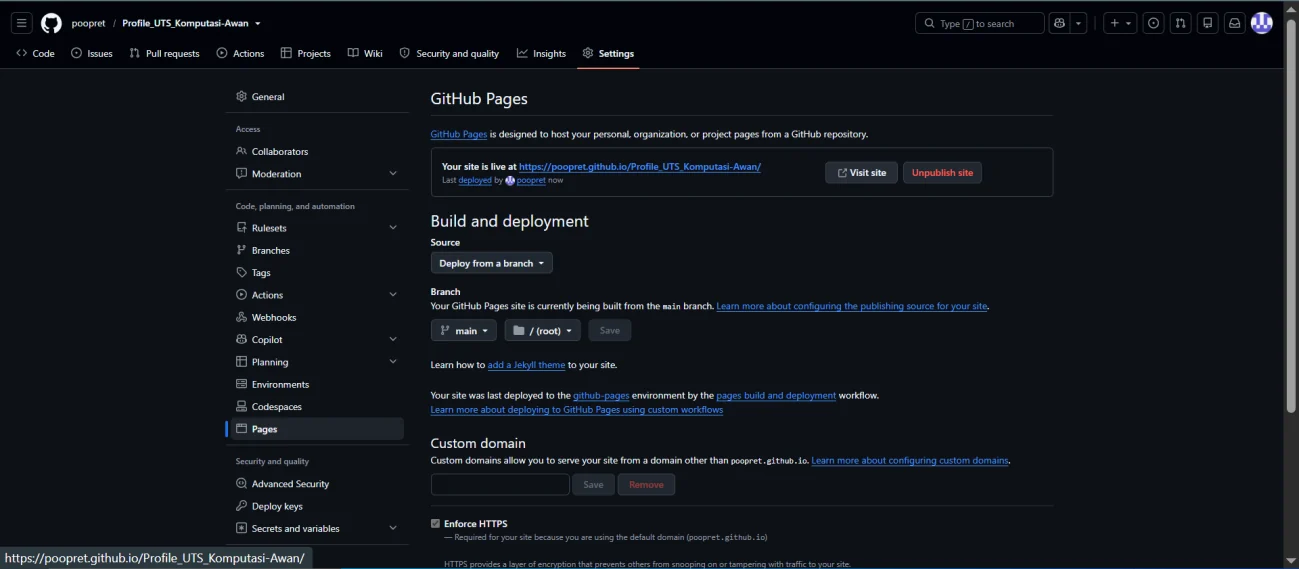 poopret / Profile_UTS_Komputasi-Awan
Type / to search
Code Issues Pull requests Actions Projects Wiki Security and quality Insights Settings
General
Access
Collaborators
Moderation
Code, planning, and automation
Rulesets
Branches
Tags
Actions
Webhooks
Copilot
Planning
Environments
Codespaces
Pages
Security and quality
Advanced Security
Deploy keys
Secrets and variables
GitHub Pages
GitHub Pages is designed to host your personal, organization, or project pages from a GitHub repository.
Your site is live at https://poopret.github.io/Profile_UTS_Komputasi-Awan/
Last deployed by poopret now
Visit site
Unpublish site
Build and deployment
Source
Deploy from a branch
Branch
Your GitHub Pages site is currently being built from the main branch. Learn more about configuring the publishing source for your site.
main / (root) Save
Learn how to add a Jekyll theme to your site.
Your site was last deployed to the github-pages environment by the pages build and deployment workflow.
Learn more about deploying to GitHub Pages using custom workflows
Custom domain
Custom domains allow you to serve your site from a domain other than poopret.github.io. Learn more about configuring custom domains.
Save Remove
Enforce HTTPS
— Required for your site because you are using the default domain (poopret.github.io)
HTTPS provides a layer of encryption that prevents others from snooping on or tampering with traffic to your site.
https://poopret.github.io/Profile_UTS_Komputasi-Awan/